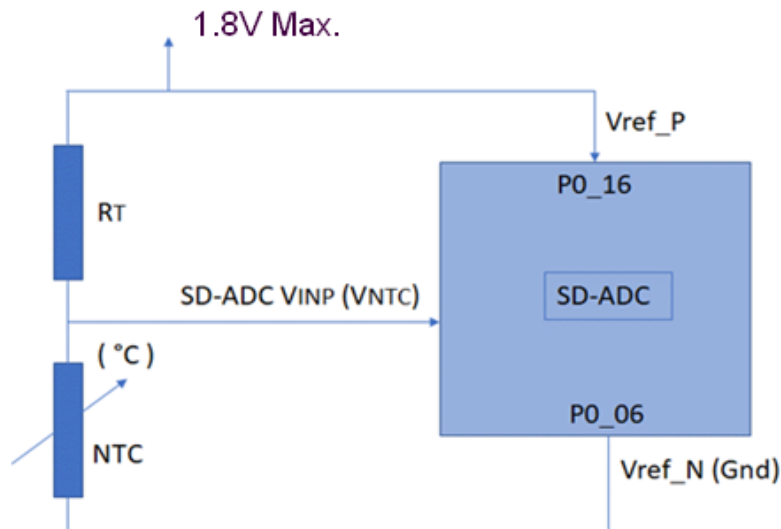 1.8V Max.
Vref_P
P0_16
RT
SD-ADC VINP (VNTC)
SD-ADC
( °C )
P0_06
NTC
Vref_N (Gnd)